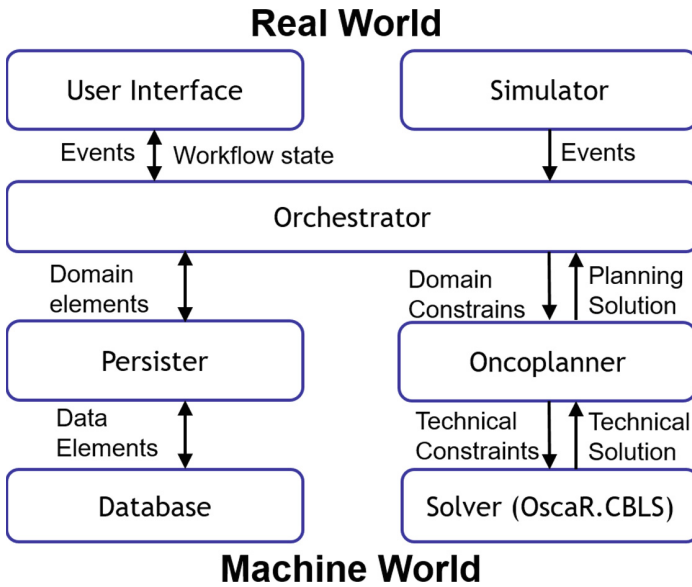 Real World
User Interface
Simulator
Events
Workflow state
Events
Orchestrator
Domain
elements
Domain
Constrains
Planning
Solution
Persister
Oncoplanner
Data
Elements
Technical
Constraints
Technical
Solution
Database
Solver (OscaR.CBLS)
Machine World